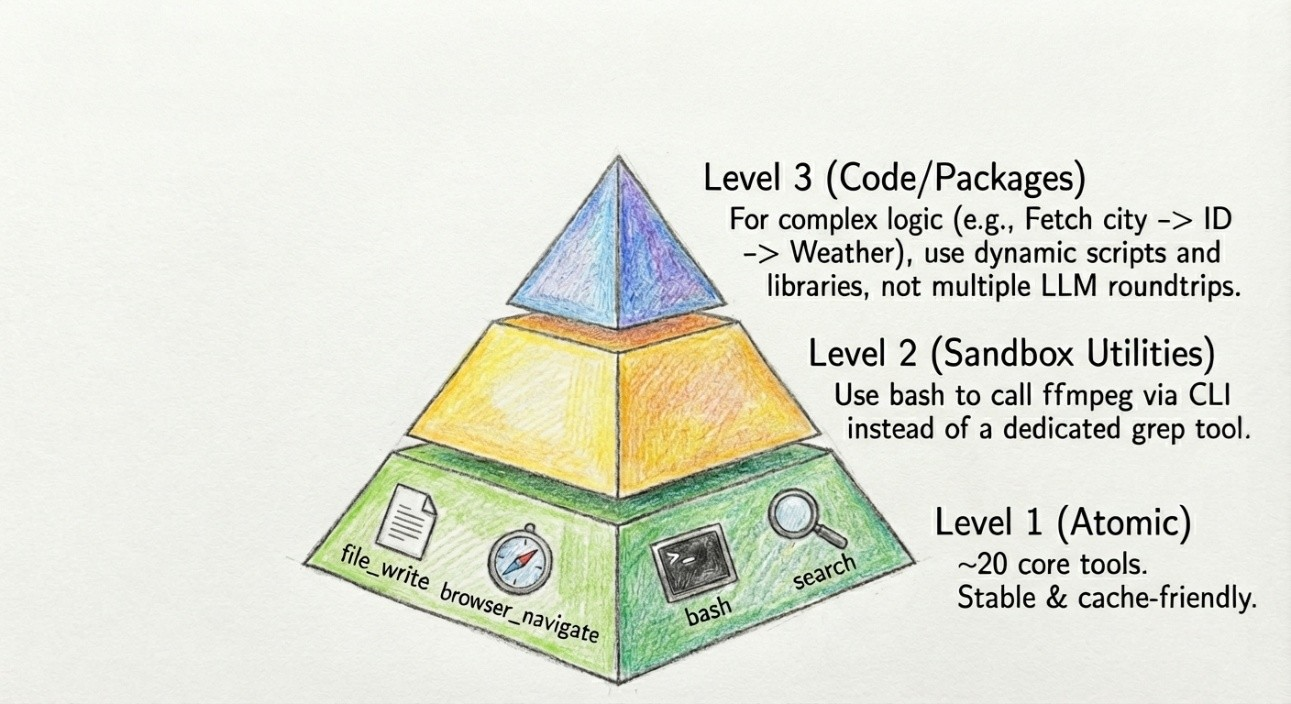 Level 3 (Code/Packages)
For complex logic (e.g., Fetch city -> ID
-> Weather), use dynamic scripts and
libraries, not multiple LLM roundtrips.
Level 2 (Sandbox Utilities)
Use bash to call ffmpeg via CLI
instead of a dedicated grep tool.
Level 1 (Atomic)
~20 core tools.
Stable & cache-friendly.
file_write
browser_navigate
>-
bash
search